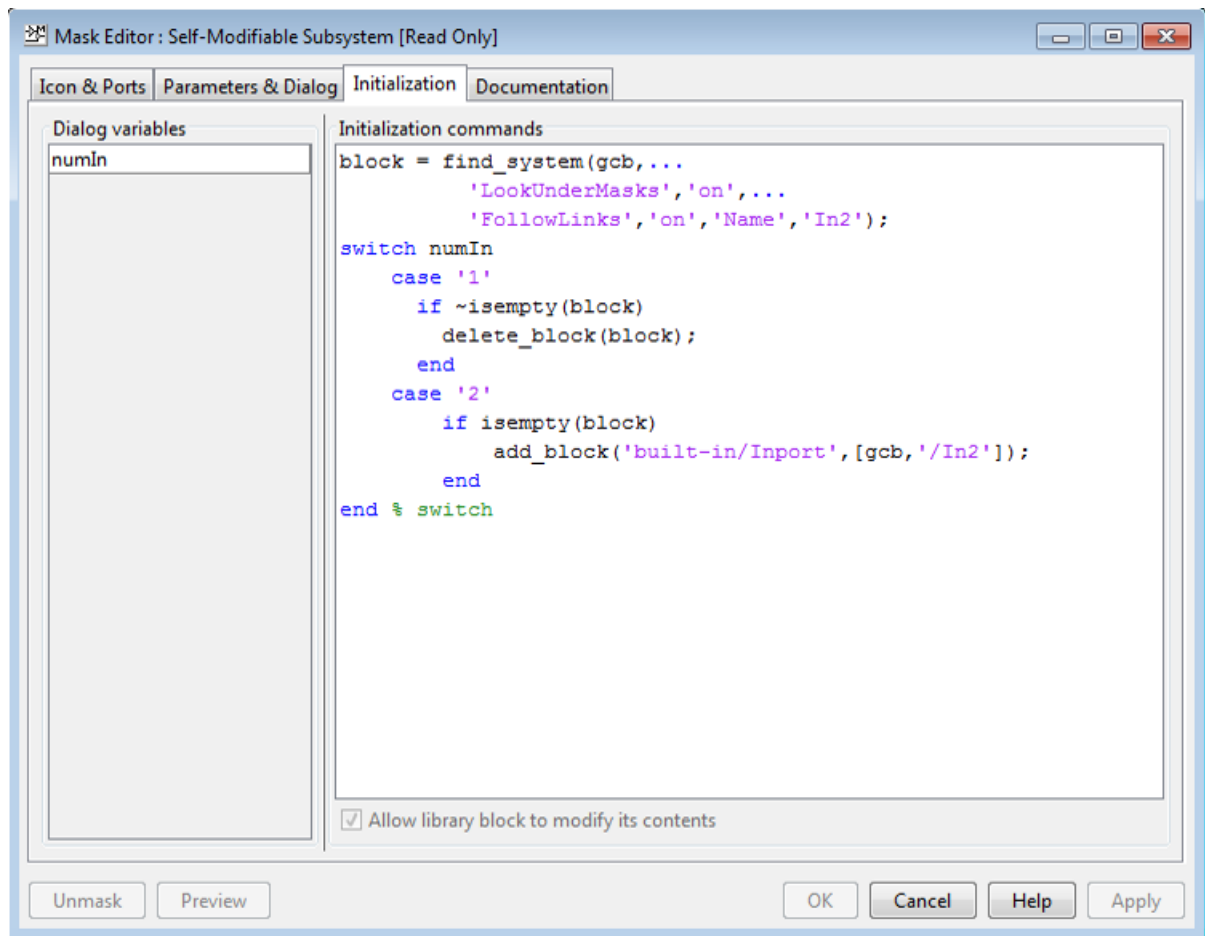 Mask Editor : Self-Modifiable Subsystem [Read Only]
Icon & Ports Parameters & Dialog Initialization Documentation
Dialog variables
numIn
Initialization commands
block = find_system(gcb,...
'LookUnderMasks','on',...
'FollowLinks','on','Name','In2');
switch numIn
case '1'
if ~isempty(block)
delete_block(block);
end
case '2'
if isempty(block)
add_block('built-in/Inport',[gcb,'/In2']);
end
end % switch
Allow library block to modify its contents
Unmask Preview OK Cancel Help Apply